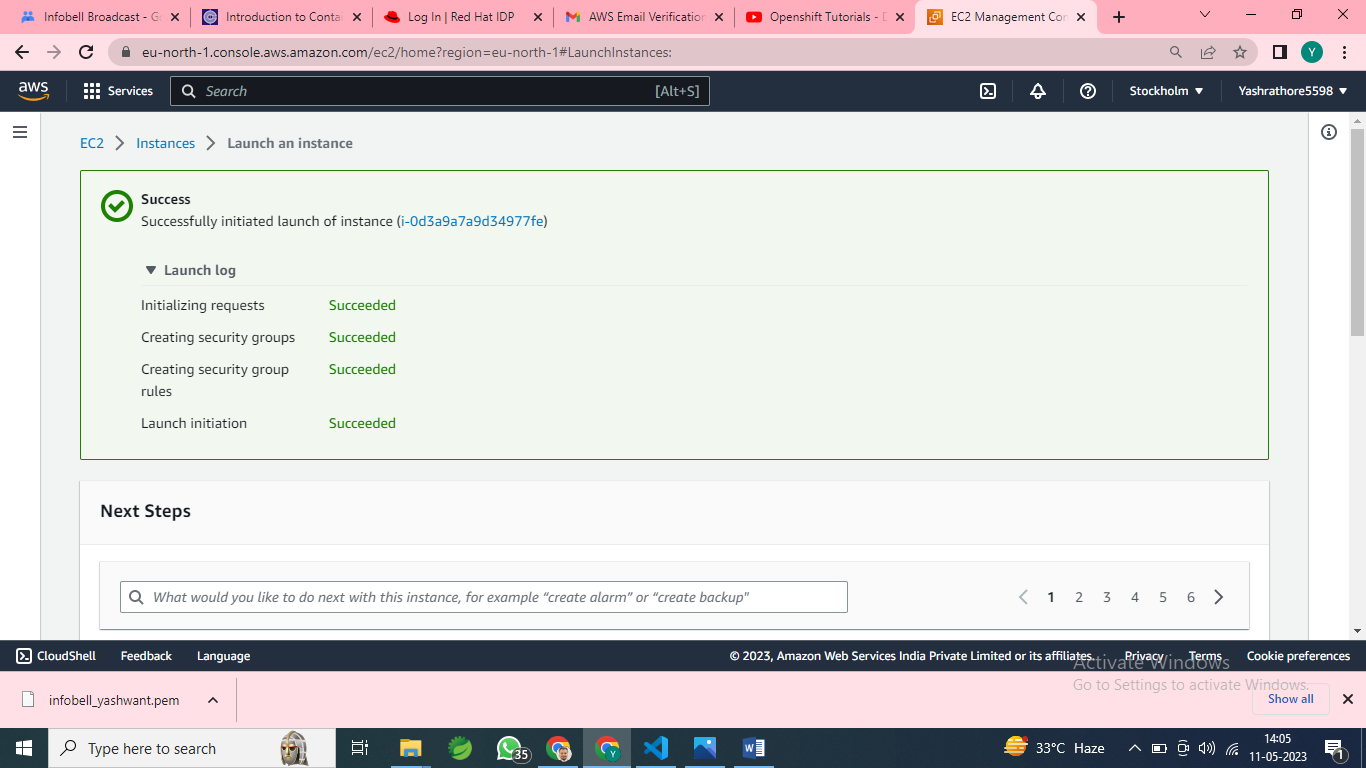 Infobell Broadcast - Go
Introduction to Contai
Log In | Red Hat IDP
AWS Email Verification
Openshift Tutorials - D
EC2 Management Con
eu-north-1.console.aws.amazon.com/ec2/home?region=eu-north-1#LaunchInstances:
Y
aws
Services
Search
[Alt+S]
Stockholm
Yashrathore5598
EC2
Instances
Launch an instance
Success
Successfully initiated launch of instance (i-0d3a9a7a9d34977fe)
Launch log
Initializing requests Succeeded
Creating security groups Succeeded
Creating security group Succeeded
rules
Launch initiation Succeeded
Next Steps
What would you like to do next with this instance, for example “create alarm” or “create backup"
1 2 3 4 5 6
CloudShell Feedback Language
© 2023, Amazon Web Services India Private Limited or its affiliates. Privacy Terms Cookie preferences
Activate Windows
Go to Settings to activate Windows.
infobell_yashwant.pem
Show all
Type here to search
35
Y
33°C Haze
14:05
11-05-2023
1